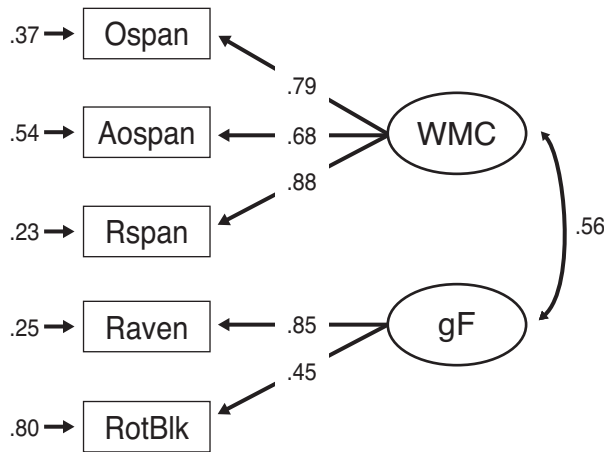 .37 Ospan
.79
.54 Aospan .68 WMC
.88
.23 Rspan .56
.25 Raven .85 gF
.45
.80 RotBlk